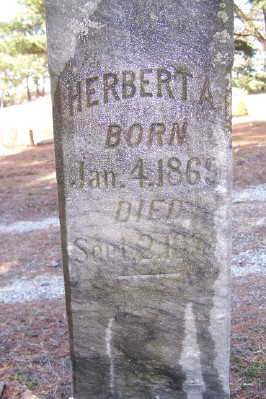 HERBERT A.
BORN
Jan. 4, 1865
DIED
Sept. 2,